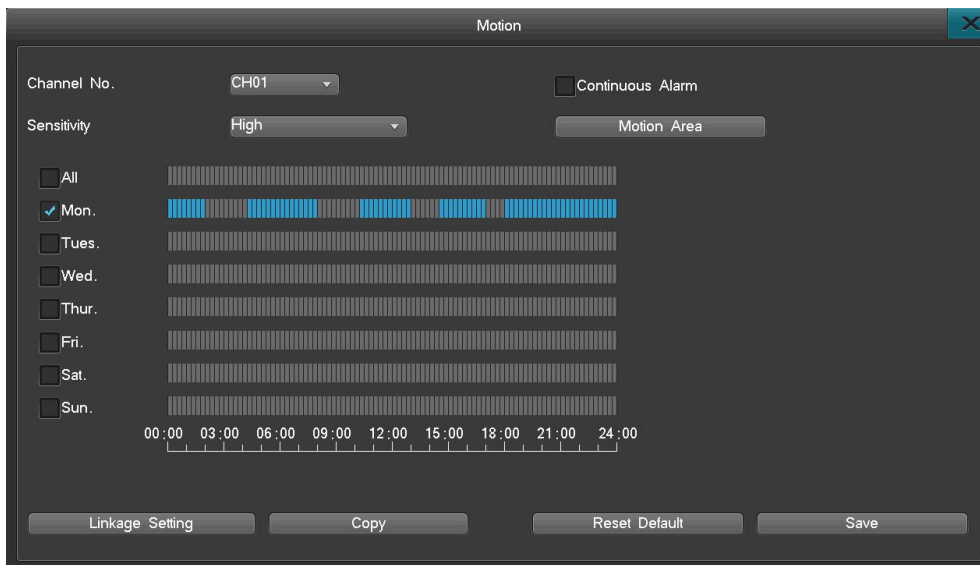 Motion
Channel No. CH01 Continuous Alarm
Sensitivity High Motion Area
All
Mon.
Tues.
Wed.
Thur.
Fri.
Sat.
Sun.
00:00 03:00 06:00 09:00 12:00 15:00 18:00 21:00 24:00
Linkage Setting Copy Reset Default Save